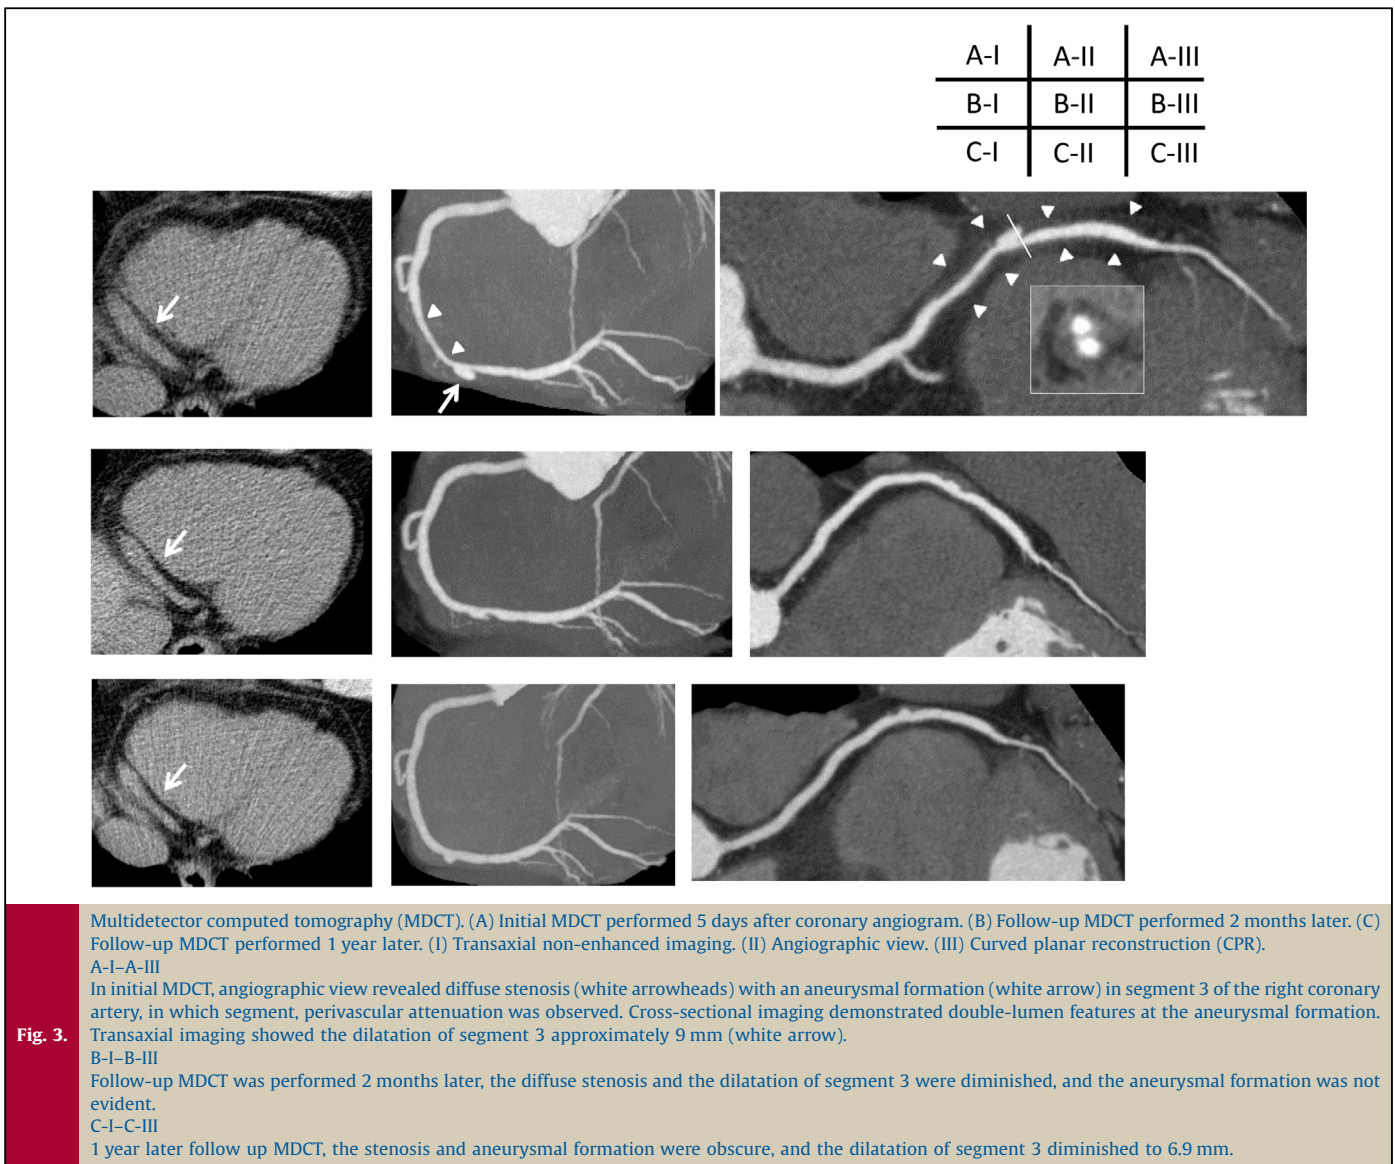 A-I A-II A-III
B-I B-II B-III
C-I C-II C-III
Fig. 3.
Multidetector computed tomography (MDCT). (A) Initial MDCT performed 5 days after coronary angiogram. (B) Follow-up MDCT performed 2 months later. (C)
Follow-up MDCT performed 1 year later. (I) Transaxial non-enhanced imaging. (II) Angiographic view. (III) Curved planar reconstruction (CPR).
A-I–A-III
In initial MDCT, angiographic view revealed diffuse stenosis (white arrowheads) with an aneurysmal formation (white arrow) in segment 3 of the right coronary
artery, in which segment, perivascular attenuation was observed. Cross-sectional imaging demonstrated double-lumen features at the aneurysmal formation.
Transaxial imaging showed the dilatation of segment 3 approximately 9 mm (white arrow).
B-I–B-III
Follow-up MDCT was performed 2 months later, the diffuse stenosis and the dilatation of segment 3 were diminished, and the aneurysmal formation was not
evident.
C-I–C-III
1 year later follow up MDCT, the stenosis and aneurysmal formation were obscure, and the dilatation of segment 3 diminished to 6.9 mm.